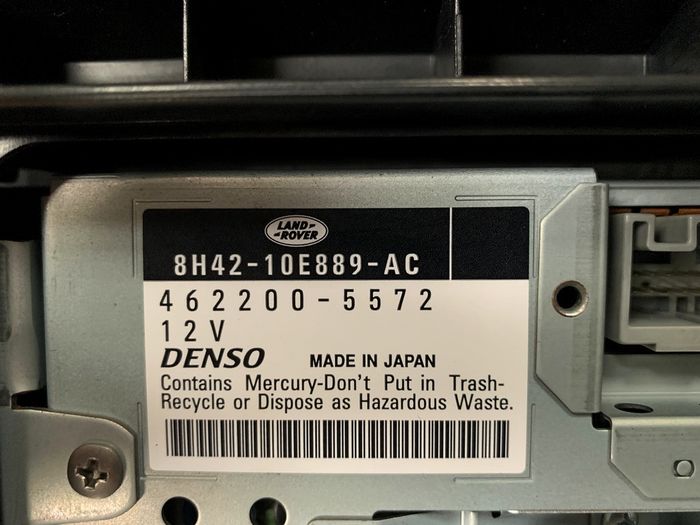 LAND-
-ROVER
8H42-10E889-AC
462200-5572
12V
DENSO MADE IN JAPAN
Contains Mercury-Don't Put in Trash-
Recycle or Dispose as Hazardous Waste.